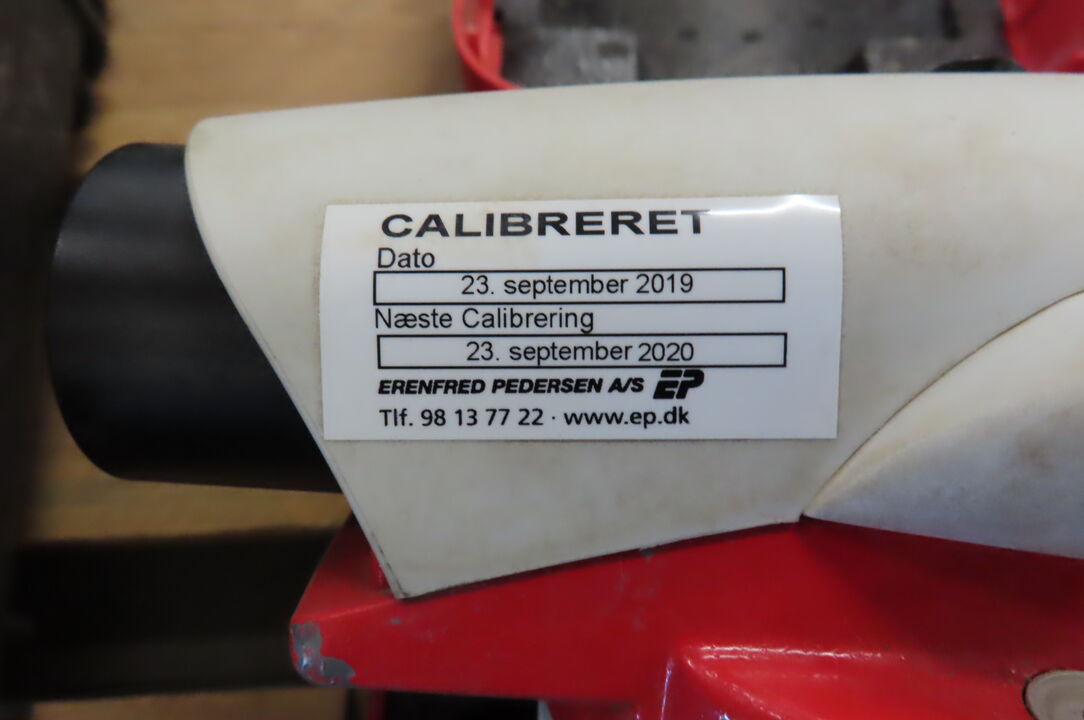 CALIBRERET
Dato
23. september 2019
Næste Calibrering
23. september 2020
ERENFRED PEDERSEN A/S EP
Tlf. 98 13 77 22 · www.ep.dk